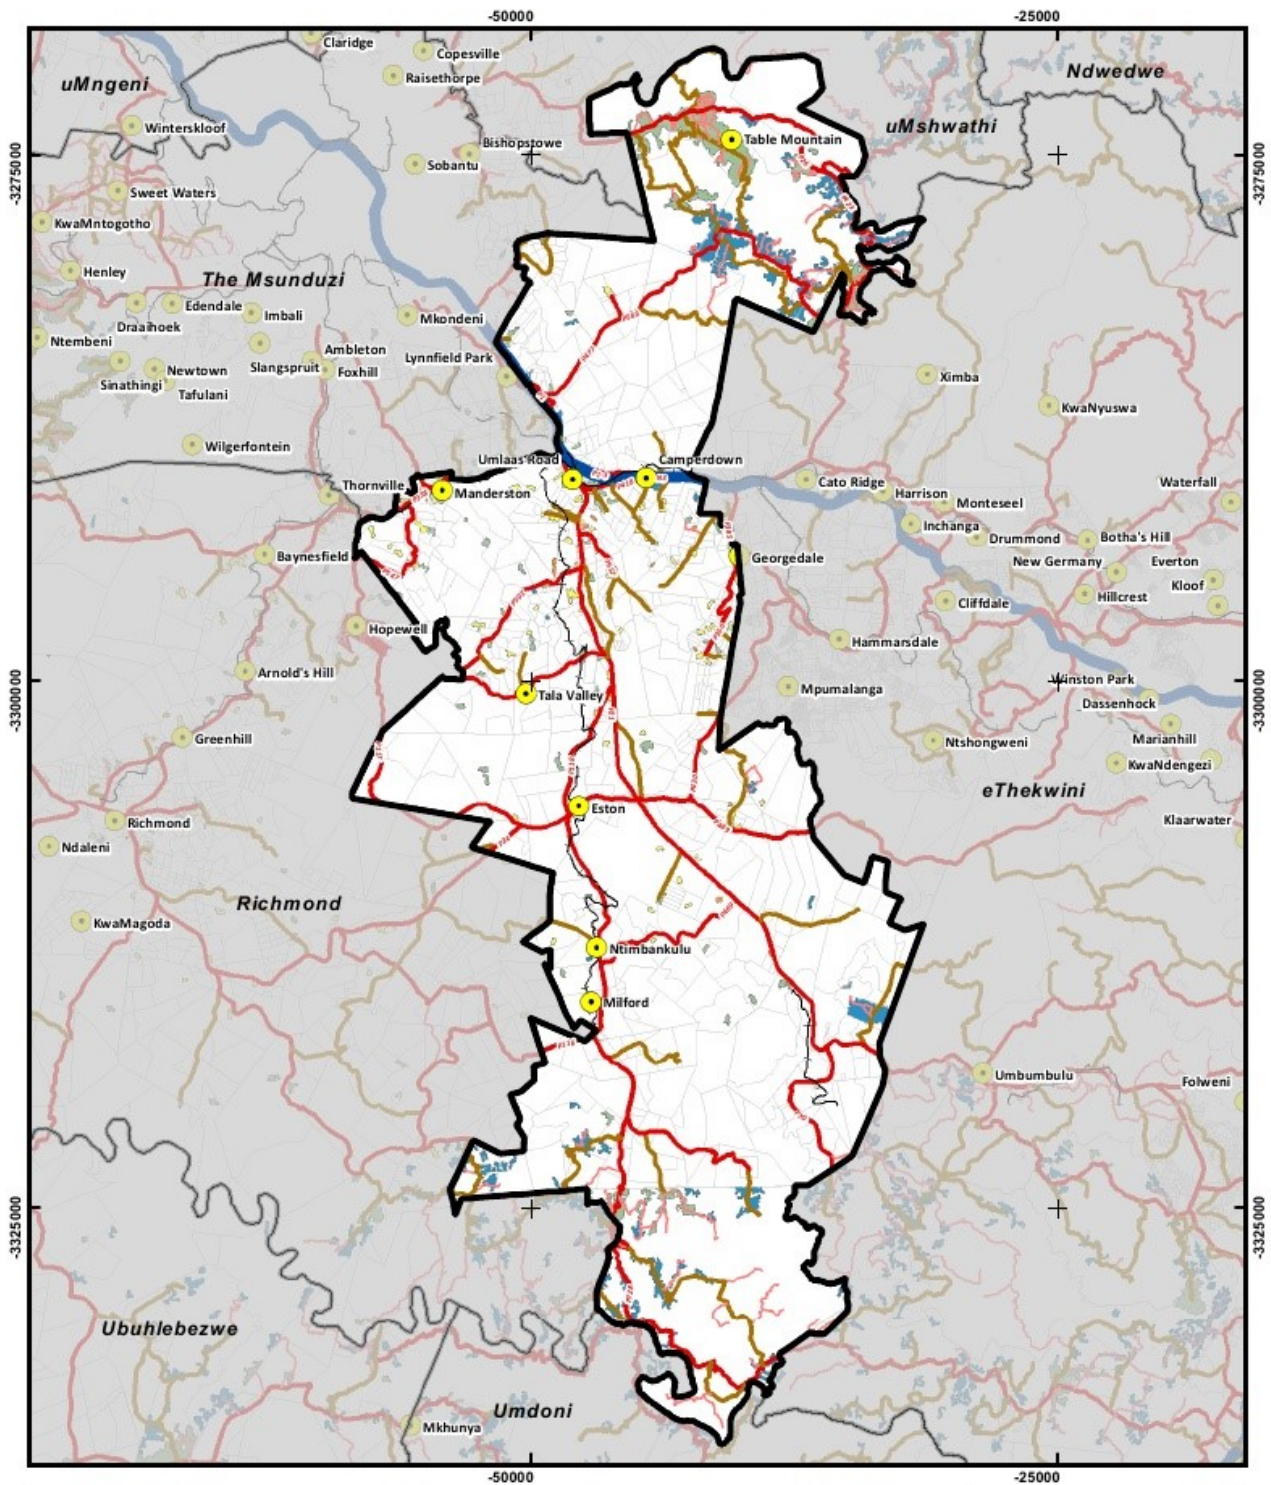 -50000
-25000
Claridge
Copesville
uMngeni
Raisethorpe
Ndwedwe
Winterskloof
uMshwathi
Bishopstowe
Table Mountain
-3275000
-3275000
Sobantu
Sweet Waters
KwaMntogotho
Henley
The Msunduzi
Edendale
Imbali
Mkondeni
Draaihoek
Ntembeni
Ambleton
Lynnfield Park
Slangspruit
Foxhill
Newtown
Sinathingi
Tafulani
Ximba
KwaNyuswa
Wilgerfontein
Umlaas Road
Camperdown
Thornville
Manderston
Cato Ridge
Harrison
Monteseel
Waterfall
Inchanga
Drummond
Botha's Hill
Baynesfield
Georgedale
New Germany
Everton
Kloof
Cliffdale
Hillcrest
Hopewell
Hammarsdale
Arnold's Hill
Winston Park
-3300000
-3300000
Tala Valley
Mpumalanga
Dassenhock
Greenhill
Ntshongweni
Marianhill
KwaNdengezi
eThekwini
Eston
Richmond
Klaarwater
Ndaleni
Richmond
KwaMagoda
Ntimbankulu
Milford
Umbumbulu
Folweni
-3325000
-3325000
Ubuhlebezwe
Umdoni
Mkhunya
-50000
-25000